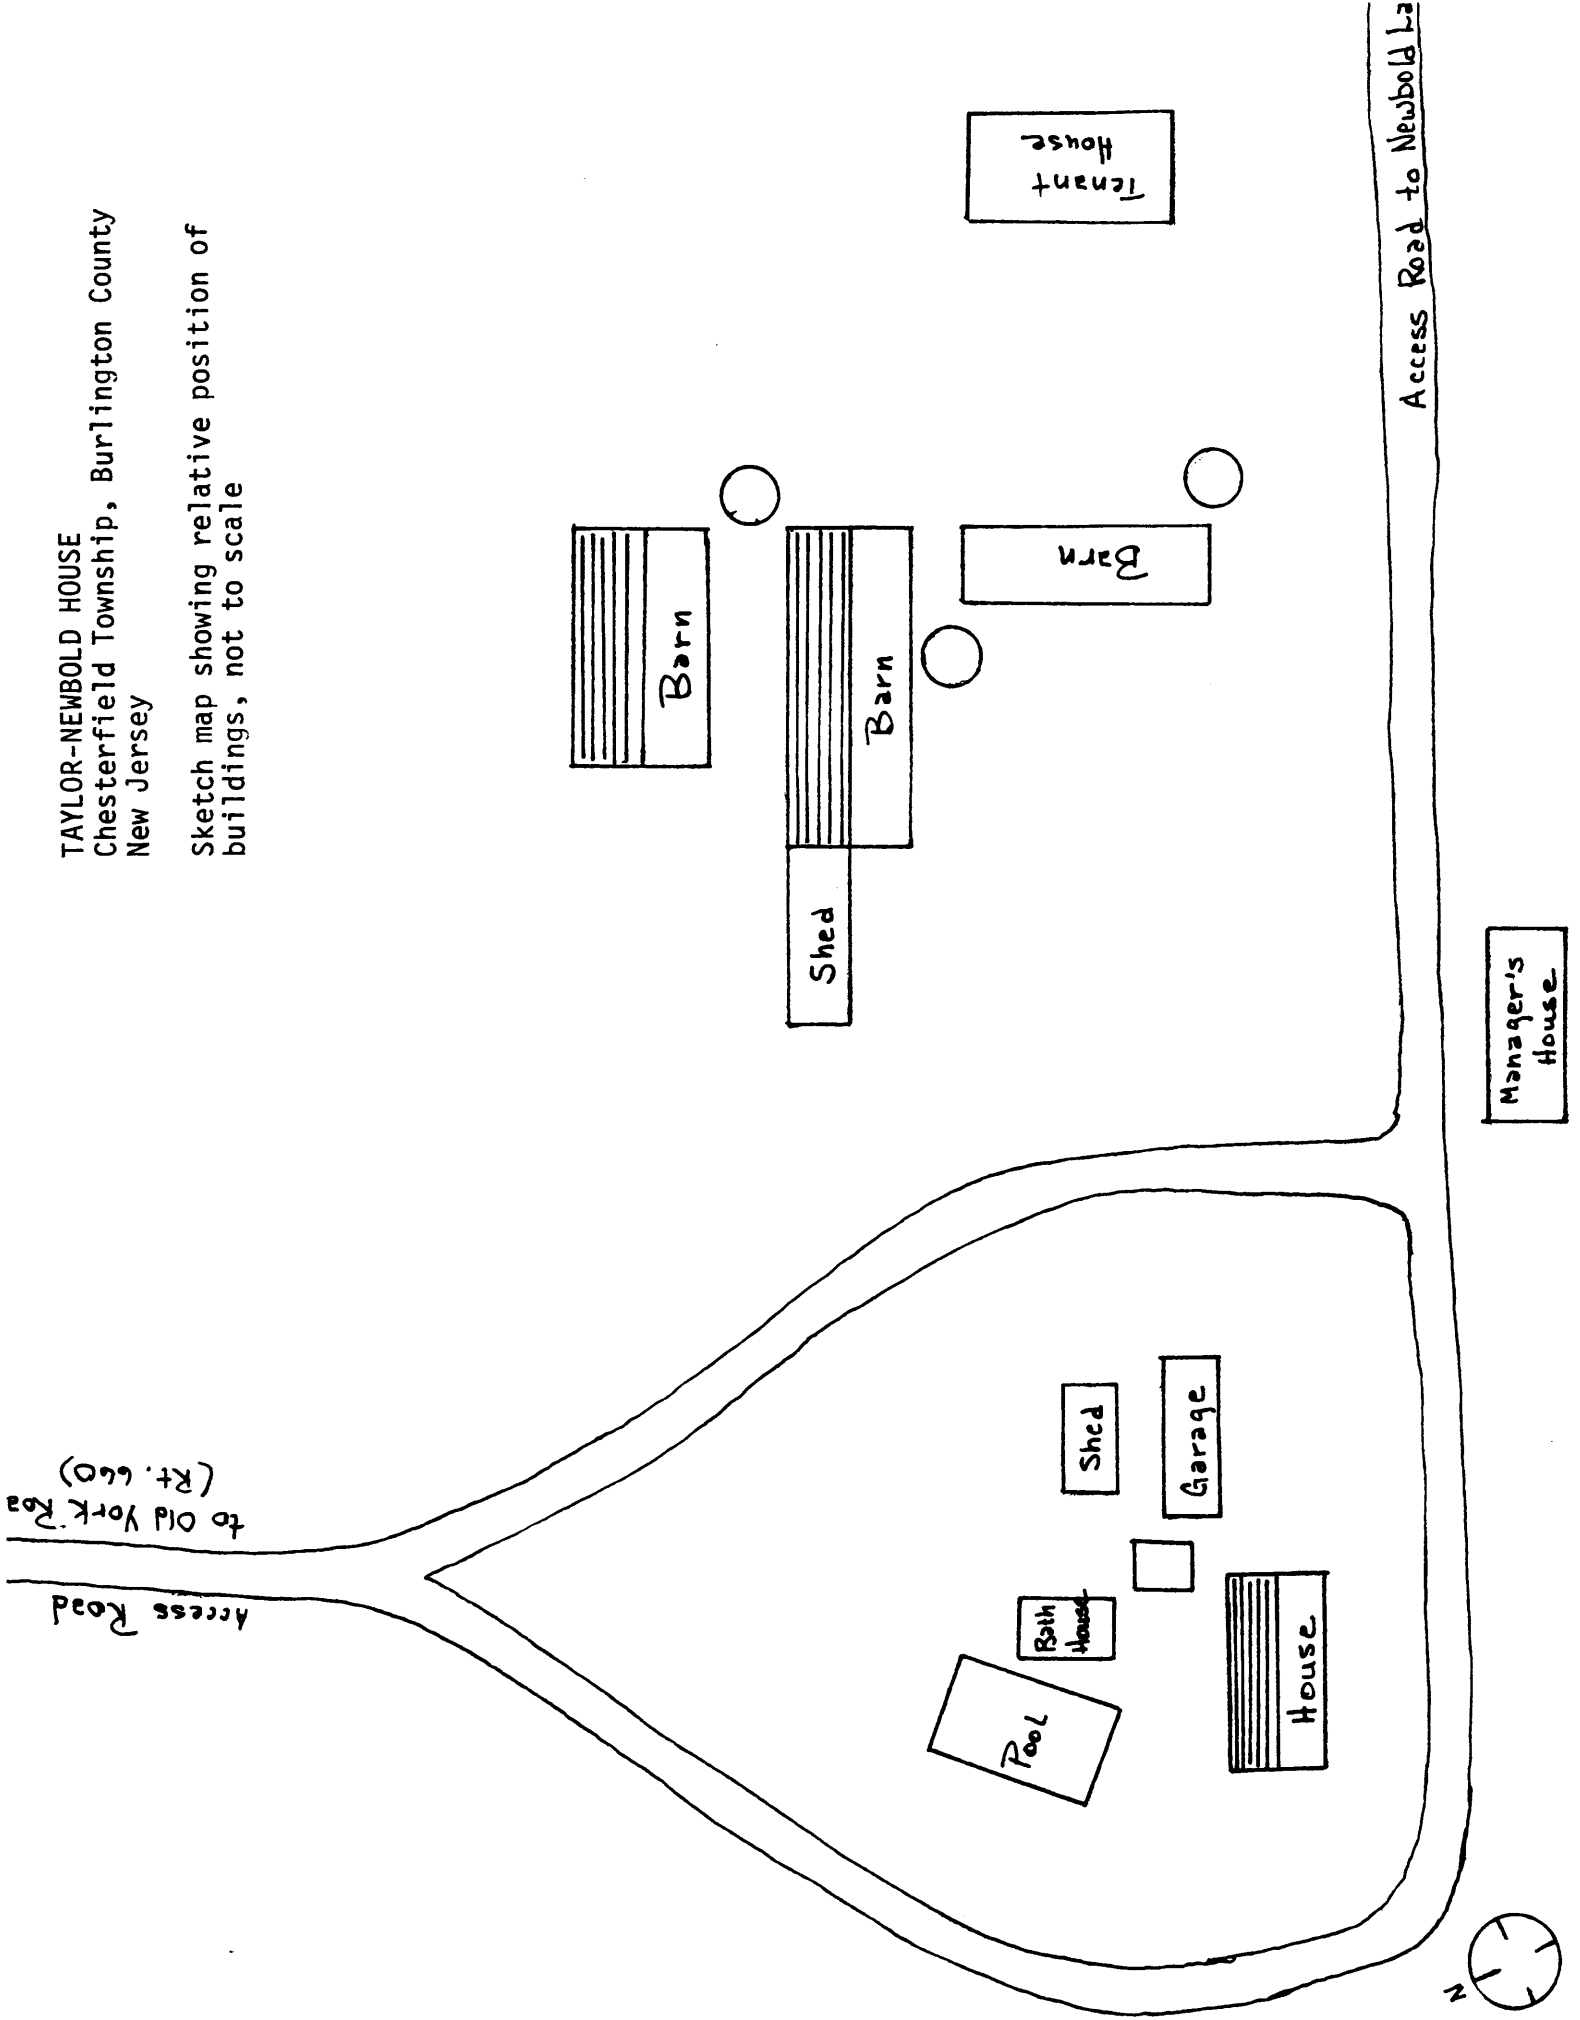 TAYLOR-NEWBOLD HOUSE
Chesterfield Township, Burlington County
New Jersey
Sketch map showing relative position of
buildings, not to scale
Access Road
to Old York Roa
(Rt. 660)
Barn
Shed
Barn
Barn
Tenant
House
Pool
Bath
House
Shed
Garage
House
Manager's
House
Access Road to Newbold La
N